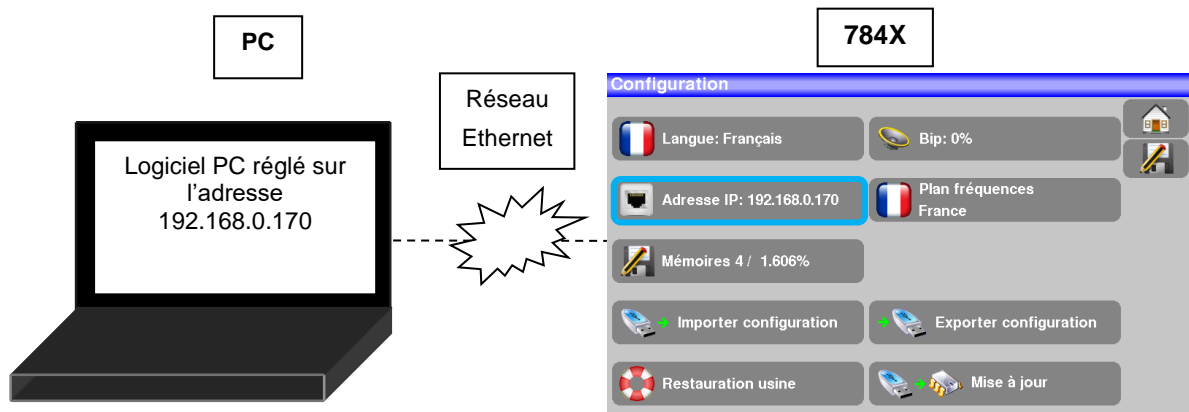 PC
784X
Réseau
Ethernet
Logiciel PC réglé sur
l'adresse
192.168.0.170
Configuration
Langue: Français
Bip: 0%
Adresse IP: 192.168.0.170
Plan fréquences
France
Mémoires 4 / 1.606%
Importer configuration
Exporter configuration
Restauration usine
Mise à jour